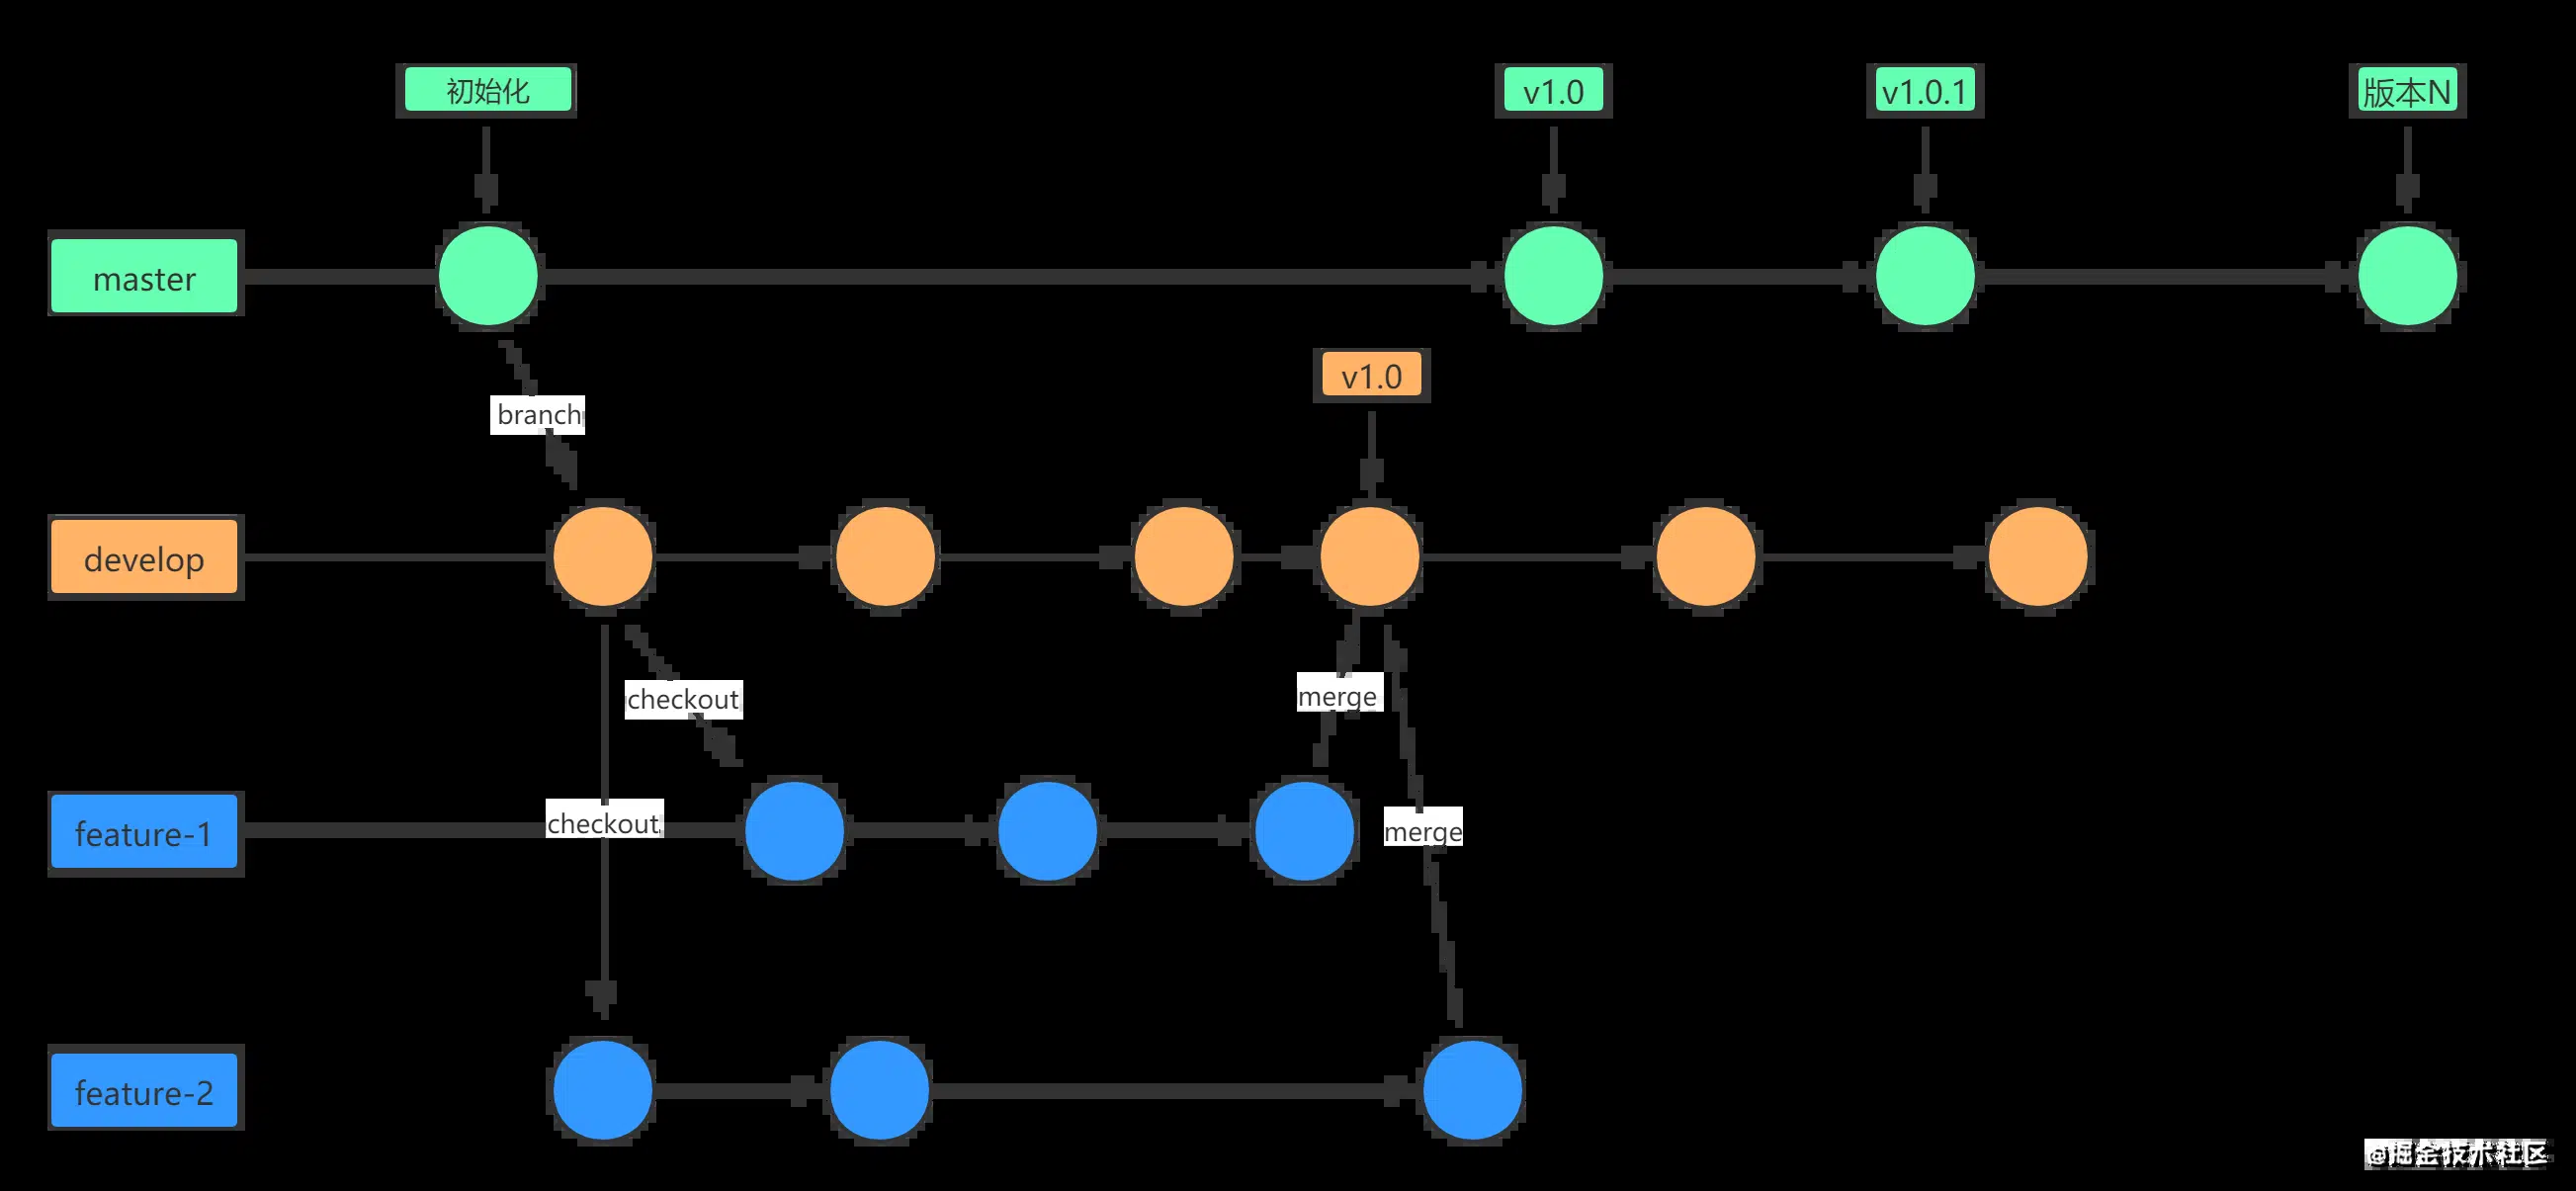 初始化
v1.0
v1.0.1
版本N
master
v1.0
branch
develop
checkout
merge
checkout
merge
feature-1
feature-2
@掘金技术社区